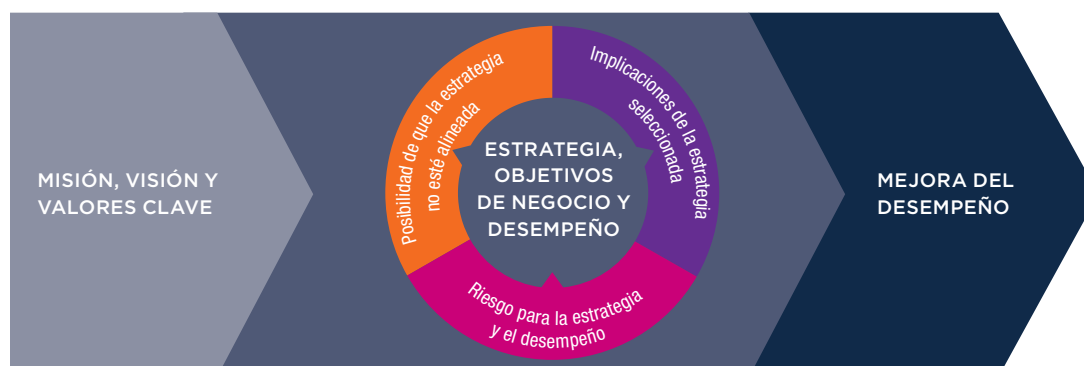 MISIÓN, VISIÓN Y
VALORES CLAVE
Posibilidad de que la estrategia
no esté alineada
Implicaciones de la estrategia
seleccionada
ESTRATEGIA,
OBJETIVOS
DE NEGOCIO Y
DESEMPEÑO
Riesgo para la estrategia
y el desempeño
MEJORA DEL
DESEMPEÑO